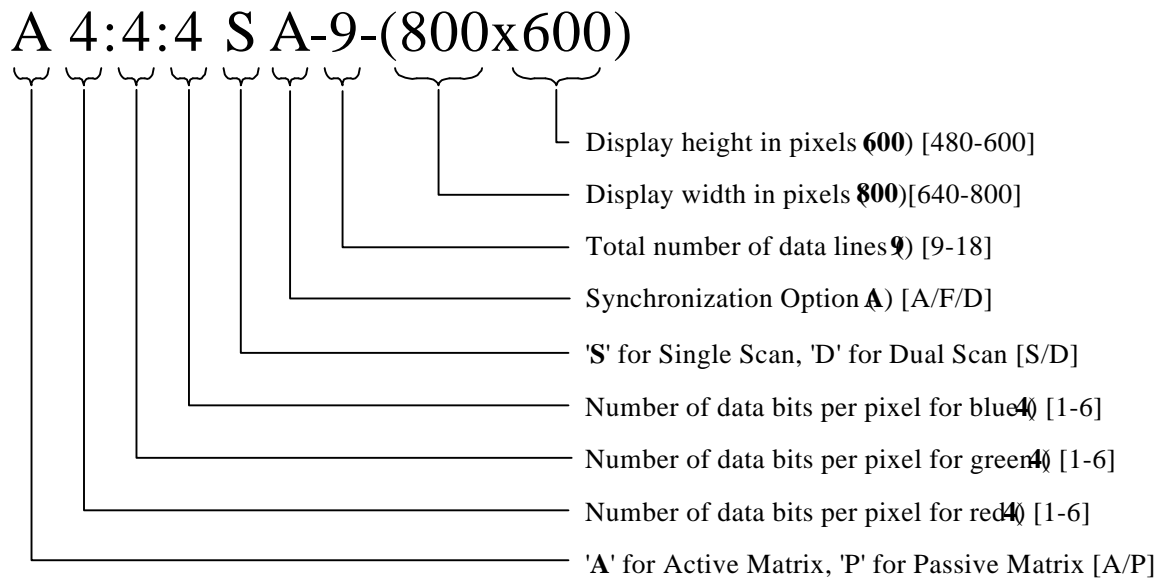 A 4:4:4 S A-9-(800x600)
Display height in pixels (600) [480-600]
Display width in pixels (800)[640-800]
Total number of data lines (9) [9-18]
Synchronization Option (A) [A/F/D]
'S' for Single Scan, 'D' for Dual Scan [S/D]
Number of data bits per pixel for blue (4) [1-6]
Number of data bits per pixel for green (4) [1-6]
Number of data bits per pixel for red (4) [1-6]
'A' for Active Matrix, 'P' for Passive Matrix [A/P]